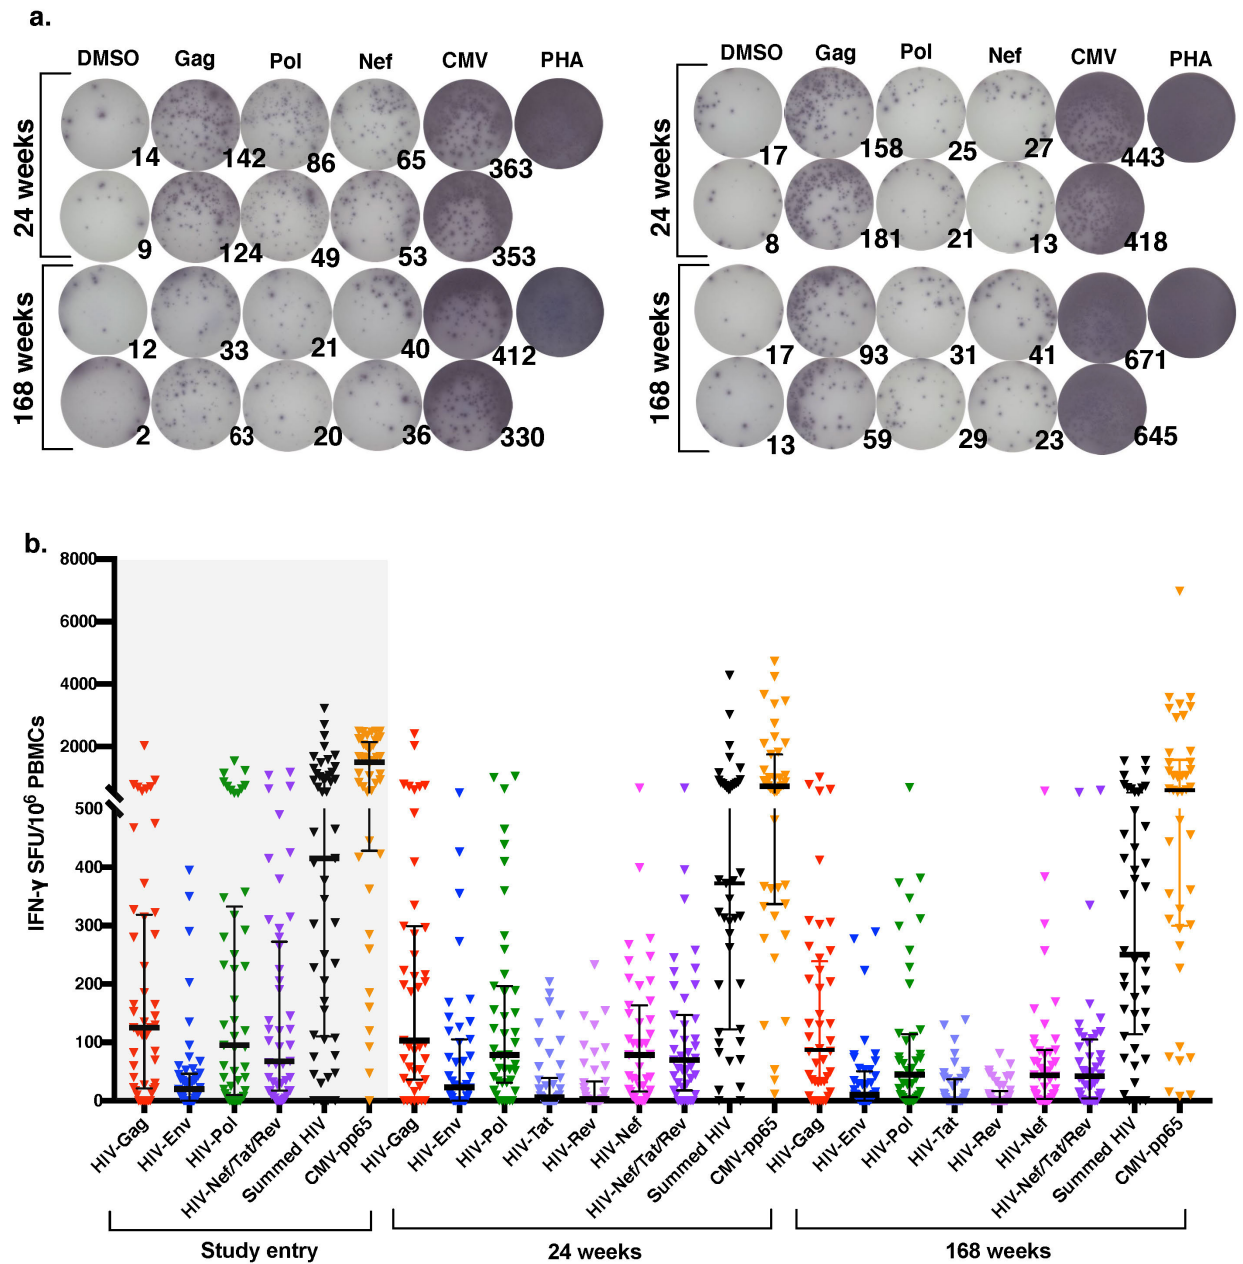 a.
DMSO Gag Pol Nef CMV PHA
24 weeks
14 142 86 65 363
9 124 49 53 353
168 weeks
12 33 21 40 412
2 63 20 36 330
DMSO Gag Pol Nef CMV PHA
24 weeks
17 158 25 27 443
8 181 21 13 418
168 weeks
17 93 31 41 671
13 59 29 23 645
b.
IFN-γ SFU/10⁶ PBMCs
8000
6000
4000
2000
500
400
300
200
100
0
HIV-Gag
HIV-Env
HIV-Pol
HIV-Nef/Tat/Rev
Summed HIV
CMV-pp65
HIV-Gag
HIV-Env
HIV-Pol
HIV-Tat
HIV-Rev
HIV-Nef
HIV-Nef/Tat/Rev
Summed HIV
CMV-pp65
HIV-Gag
HIV-Env
HIV-Pol
HIV-Tat
HIV-Rev
HIV-Nef
HIV-Nef/Tat/Rev
Summed HIV
CMV-pp65
Study entry
24 weeks
168 weeks